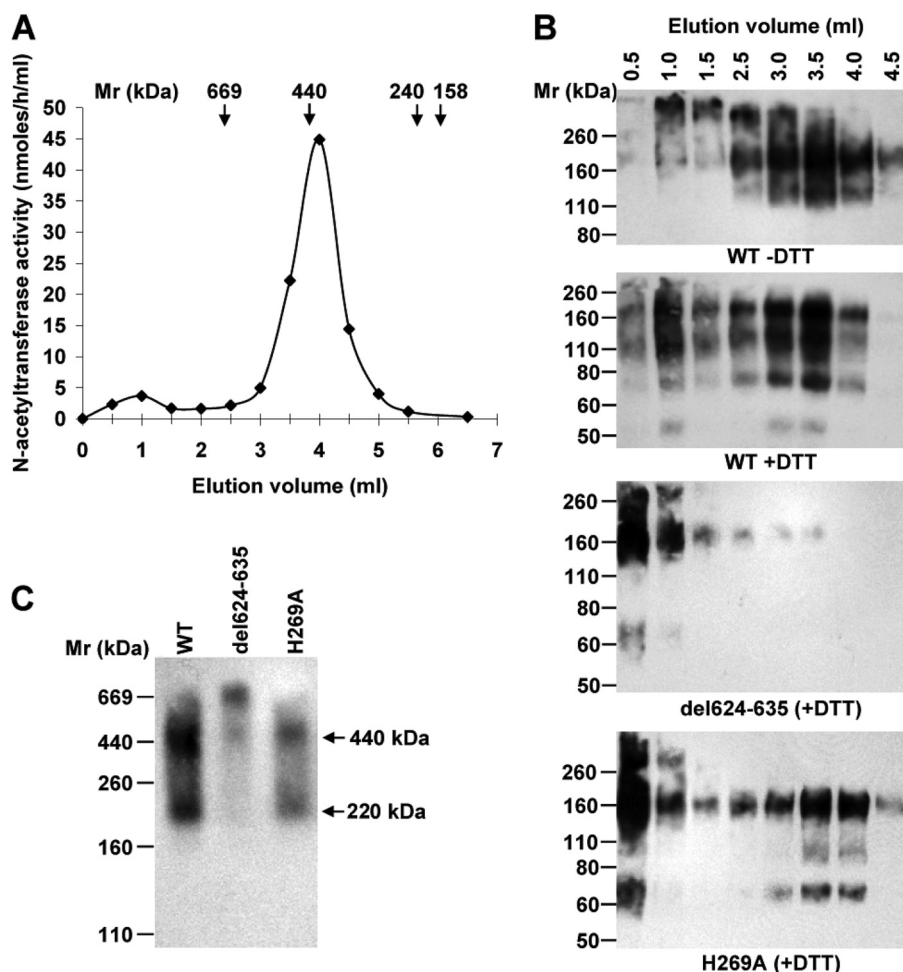 A
Mr (kDa) 669 440 240 158
N-acetyltransferase activity (nmoles/h/ml)
50
45
40
35
30
25
20
15
10
5
0
0 1 2 3 4 5 6 7
Elution volume (ml)
B
Elution volume (ml)
0.5 1.0 1.5 2.5 3.0 3.5 4.0 4.5
Mr (kDa)
260
160
110
80
WT -DTT
260
160
110
80
60
50
WT +DTT
260
160
110
80
60
50
del624-635 (+DTT)
260
160
110
80
60
50
H269A (+DTT)
C
WT del624-635 H269A
Mr (kDa)
669
440
260
160
110
440 kDa
220 kDa